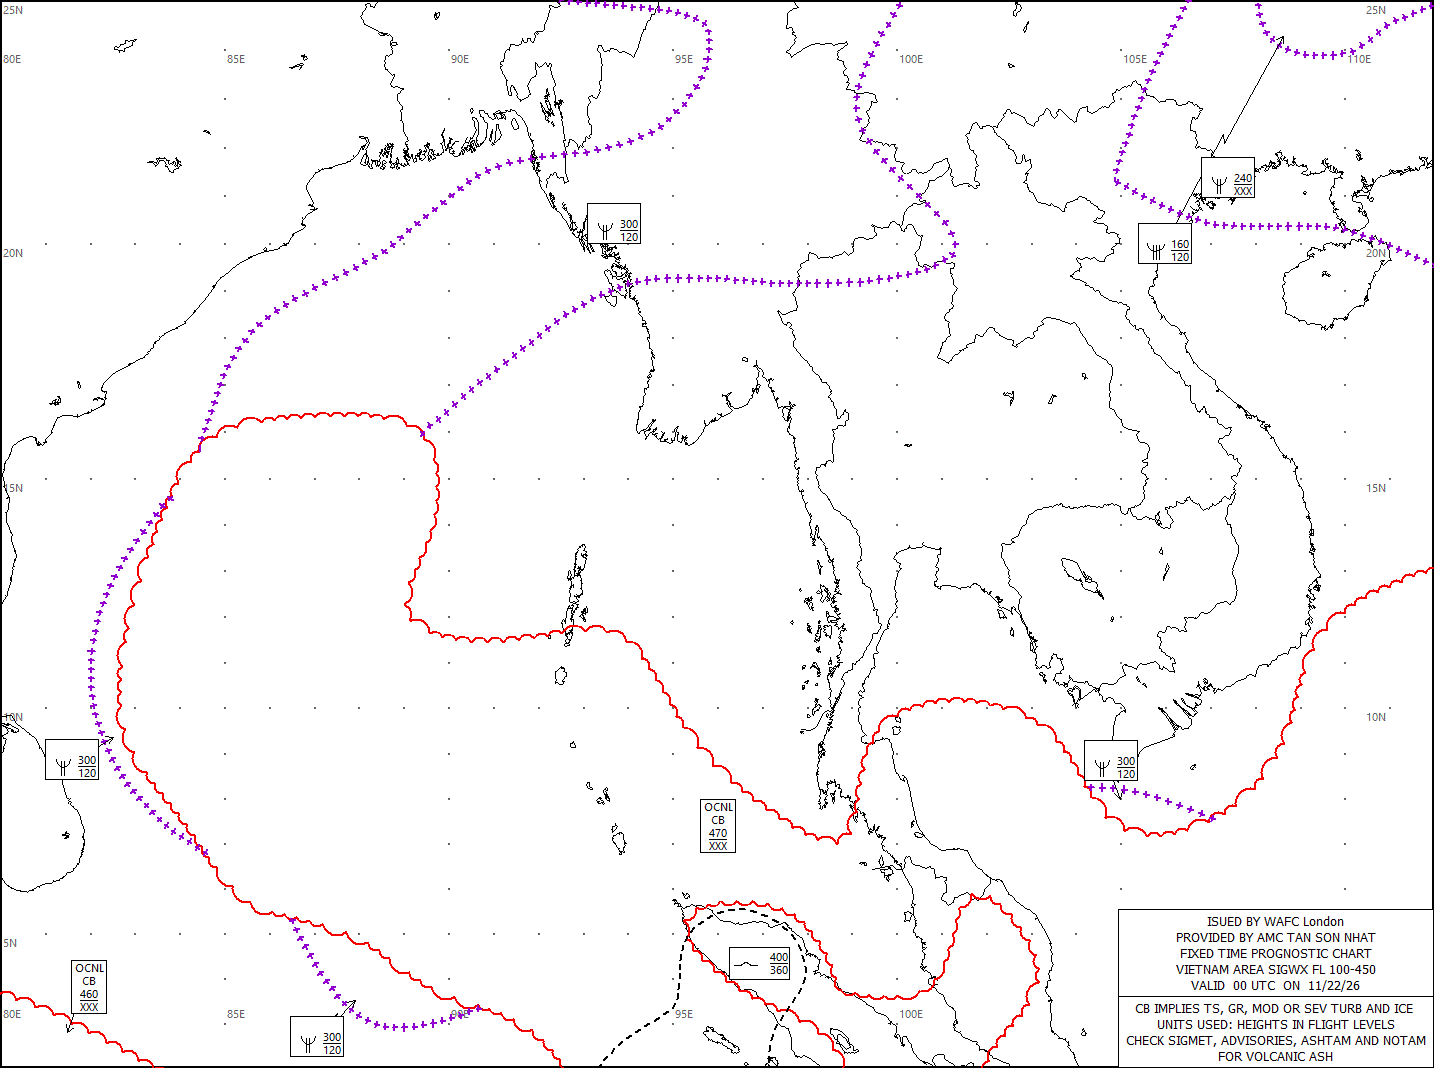 25N
25N
80E
85E
90E
95E
100E
105E
110E
240
XXX
300
120
160
120
20N
20N
15N
15N
10N
10N
300
120
300
120
OCNL
CB
470
XXX
ISUED BY WAFC London
PROVIDED BY AMC TAN SON NHAT
FIXED TIME PROGNOSTIC CHART
VIETNAM AREA SIGWX FL 100-450
VALID 00 UTC ON 11/22/26
5N
400
360
OCNL
CB
460
XXX
CB IMPLIES TS, GR, MOD OR SEV TURB AND ICE
UNITS USED: HEIGHTS IN FLIGHT LEVELS
CHECK SIGMET, ADVISORIES, ASHTAM AND NOTAM
FOR VOLCANIC ASH
80E
85E
90E
95E
100E
300
120